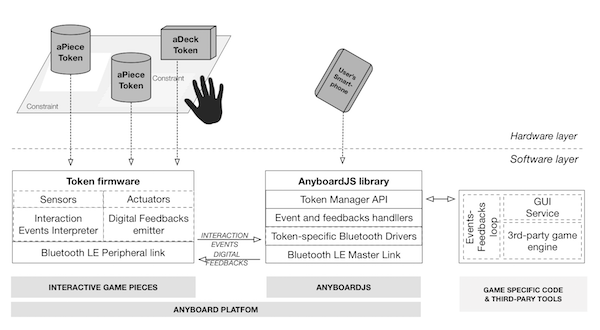 aPiece
Token
aDeck
Token
aPiece
Token
Constraint
Constraint
User's
Smart-
phone
Hardware layer
Software layer
Token firmware
Sensors
Actuators
Interaction
Events Interpreter
Digital Feedbacks
emitter
Bluetooth LE Peripheral link
INTERACTION
EVENTS
DIGITAL
FEEDBACKS
AnyboardJS library
Token Manager API
Event and feedbacks handllers
Token-specific Bluetooth Drivers
Bluetooth LE Master Link
Events-
Feedbacks
loop
GUI
Service
3rd-party game
engine
INTERACTIVE GAME PIECES
ANYBOARDJS
GAME SPECIFIC CODE
& THIRD-PARY TOOLS
ANYBOARD PLATFOM